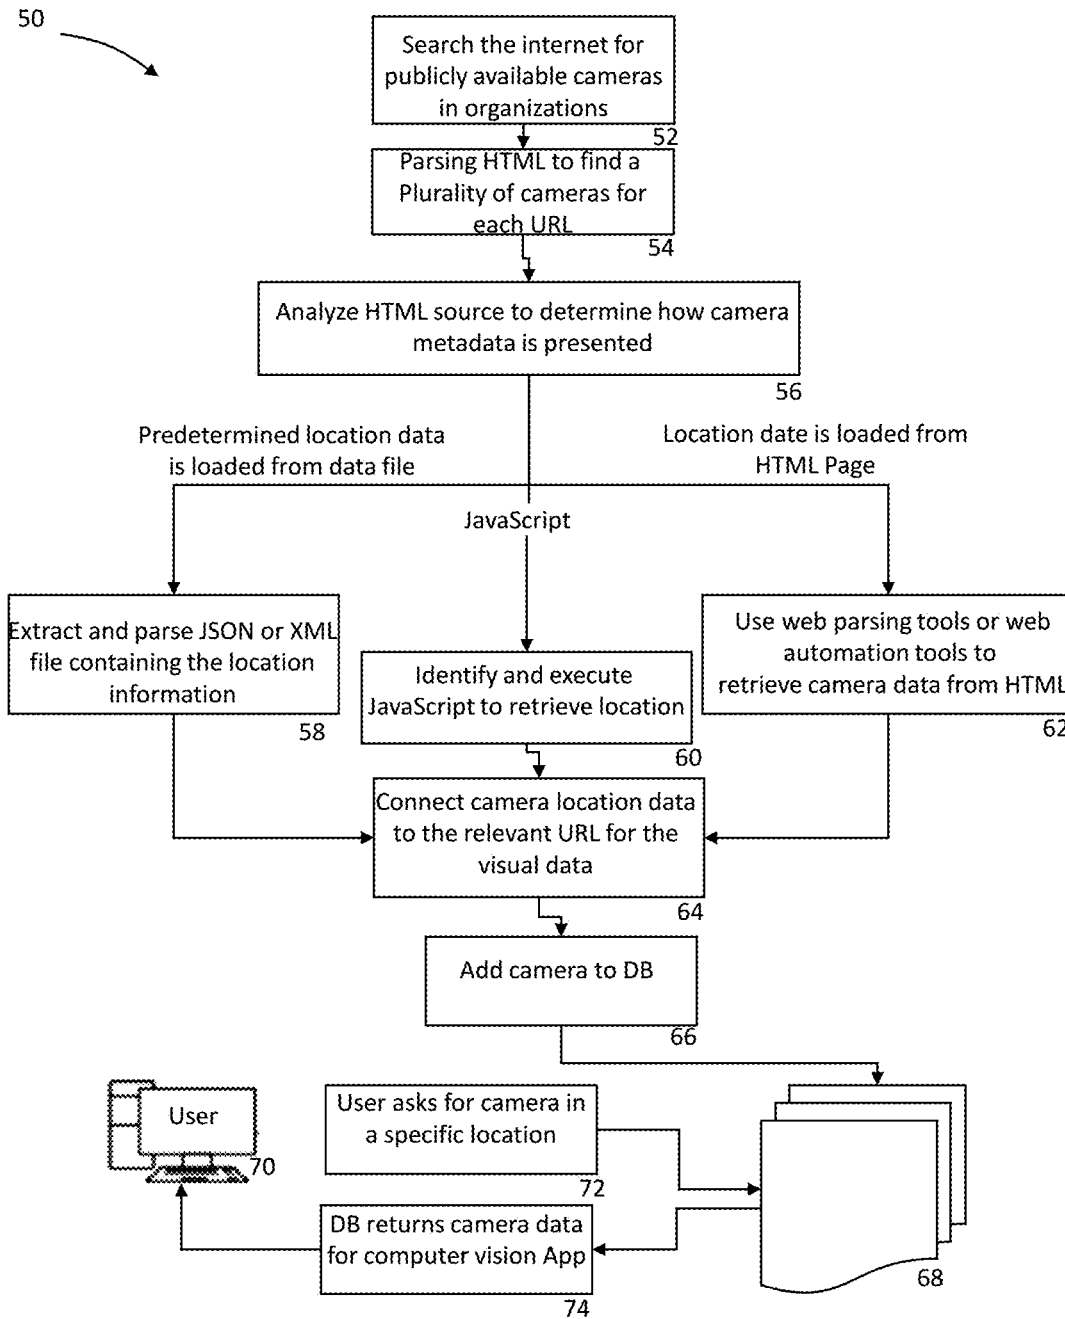 50
Search the internet for
publicly available cameras
in organizations
52
Parsing HTML to find a
Plurality of cameras for
each URL
54
Analyze HTML source to determine how camera
metadata is presented
56
Predetermined location data
is loaded from data file
Location date is loaded from
HTML Page
JavaScript
Extract and parse JSON or XML
file containing the location
information
58
Identify and execute
JavaScript to retrieve location
60
Use web parsing tools or web
automation tools to
retrieve camera data from HTML
62
Connect camera location data
to the relevant URL for the
visual data
64
Add camera to DB
66
User
70
User asks for camera in
a specific location
72
DB returns camera data
for computer vision App
74
68